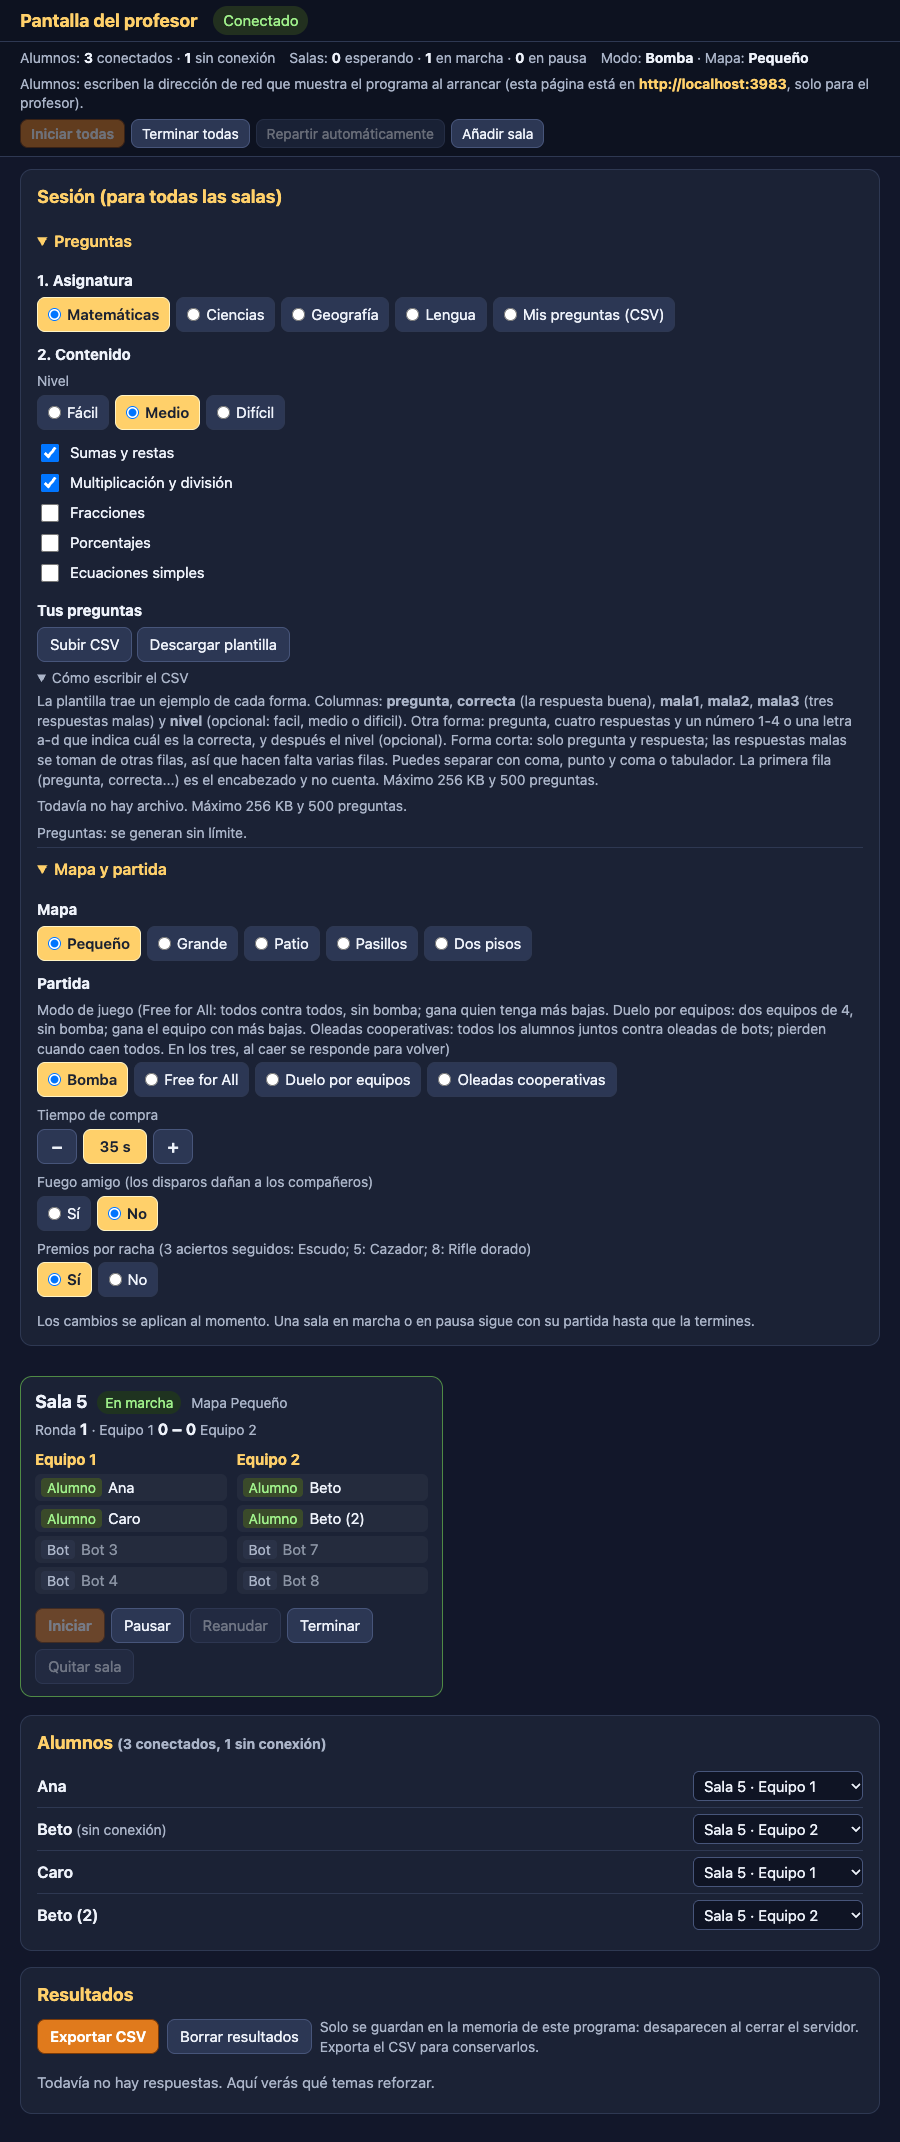 Pantalla del profesor Conectado
Alumnos: 3 conectados · 1 sin conexión Salas: 0 esperando · 1 en marcha · 0 en pausa Modo: Bomba · Mapa: Pequeño
Alumnos: escriben la dirección de red que muestra el programa al arrancar (esta página está en http://localhost:3983, solo para el
profesor).
Iniciar todas Terminar todas Repartir automáticamente Añadir sala
Sesión (para todas las salas)
▼ Preguntas
1. Asignatura
Matemáticas Ciencias Geografía Lengua Mis preguntas (CSV)
2. Contenido
Nivel
Fácil Medio Difícil
Sumas y restas
Multiplicación y división
Fracciones
Porcentajes
Ecuaciones simples
Tus preguntas
Subir CSV Descargar plantilla
▼ Cómo escribir el CSV
La plantilla trae un ejemplo de cada forma. Columnas: pregunta, correcta (la respuesta buena), mala1, mala2, mala3 (tres
respuestas malas) y nivel (opcional: facil, medio o dificil). Otra forma: pregunta, cuatro respuestas y un número 1-4 o una letra
a-d que indica cuál es la correcta, y después el nivel (opcional). Forma corta: solo pregunta y respuesta; las respuestas malas
se toman de otras filas, así que hacen falta varias filas. Puedes separar con coma, punto y coma o tabulador. La primera fila
(pregunta, correcta...) es el encabezado y no cuenta. Máximo 256 KB y 500 preguntas.
Todavía no hay archivo. Máximo 256 KB y 500 preguntas.
Preguntas: se generan sin límite.
▼ Mapa y partida
Mapa
Pequeño Grande Patio Pasillos Dos pisos
Partida
Modo de juego (Free for All: todos contra todos, sin bomba; gana quien tenga más bajas. Duelo por equipos: dos equipos de 4,
sin bomba; gana el equipo con más bajas. Oleadas cooperativas: todos los alumnos juntos contra oleadas de bots; pierden
cuando caen todos. En los tres, al caer se responde para volver)
Bomba Free for All Duelo por equipos Oleadas cooperativas
Tiempo de compra
− 35 s +
Fuego amigo (los disparos dañan a los compañeros)
Sí No
Premios por racha (3 aciertos seguidos: Escudo; 5: Cazador; 8: Rifle dorado)
Sí No
Los cambios se aplican al momento. Una sala en marcha o en pausa sigue con su partida hasta que la termines.
Sala 5 En marcha Mapa Pequeño
Ronda 1 · Equipo 1 0 – 0 Equipo 2
Equipo 1 Equipo 2
Alumno Ana Alumno Beto
Alumno Caro Alumno Beto (2)
Bot Bot 3 Bot Bot 7
Bot Bot 4 Bot Bot 8
Iniciar Pausar Reanudar Terminar
Quitar sala
Alumnos (3 conectados, 1 sin conexión)
Ana Sala 5 · Equipo 1
Beto (sin conexión) Sala 5 · Equipo 2
Caro Sala 5 · Equipo 1
Beto (2) Sala 5 · Equipo 2
Resultados
Exportar CSV Borrar resultados Solo se guardan en la memoria de este programa: desaparecen al cerrar el servidor.
Exporta el CSV para conservarlos.
Todavía no hay respuestas. Aquí verás qué temas reforzar.